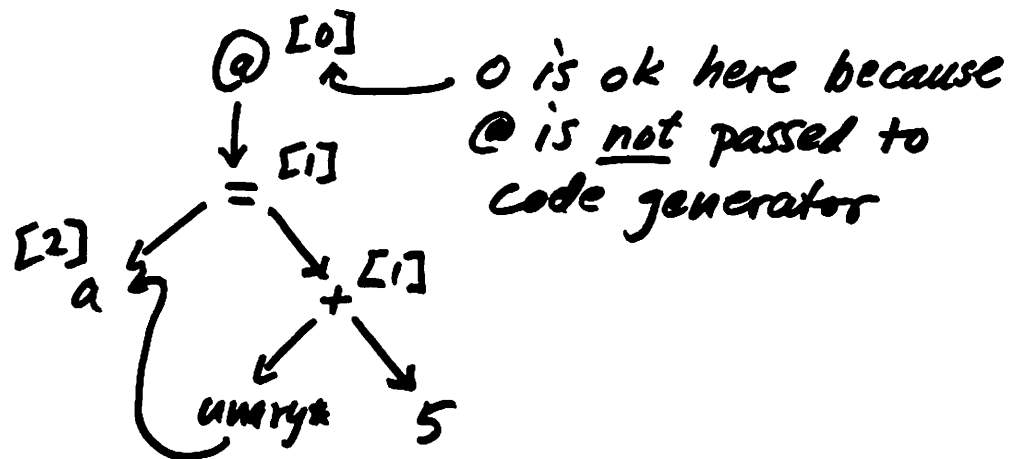 @ [0]
0 is ok here because
@ is not passed to
code generator
= [1]
[2]
a
+ [1]
unary*
5